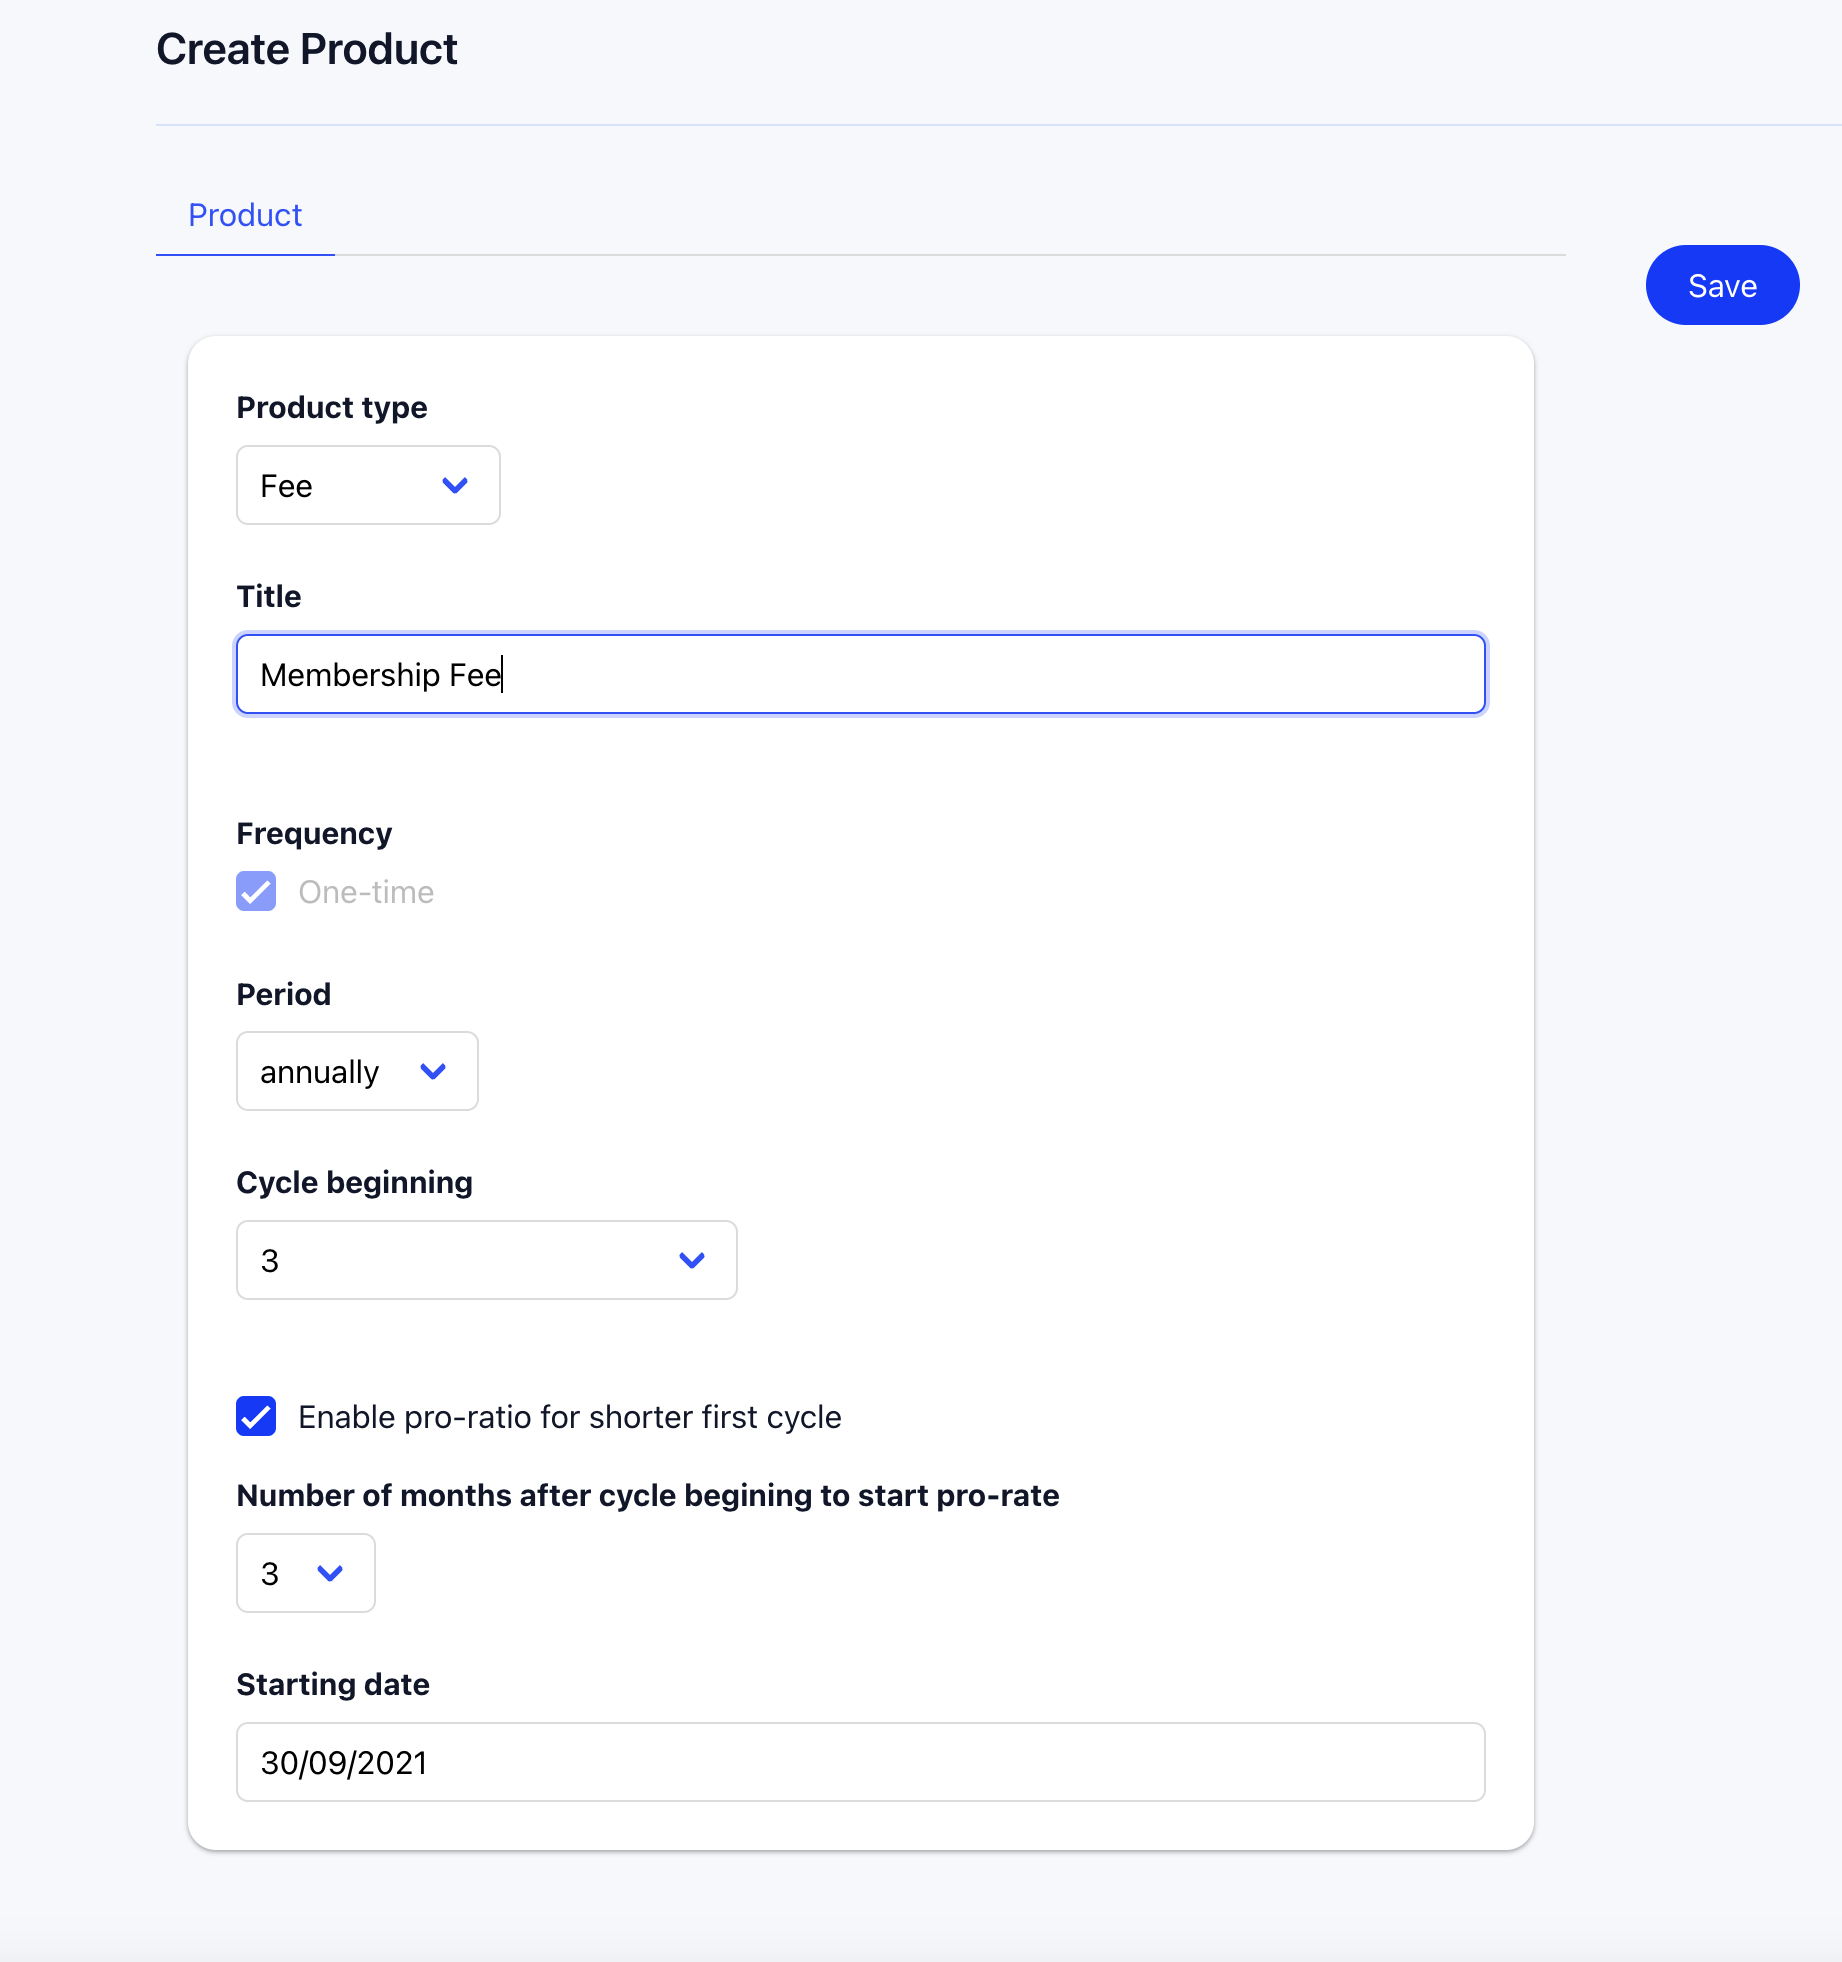 Create Product
Product
Save
Product type
Fee
Title
Membership Fee
Frequency
One-time
Period
annually
Cycle beginning
3
Enable pro-ratio for shorter first cycle
Number of months after cycle begining to start pro-rate
3
Starting date
30/09/2021